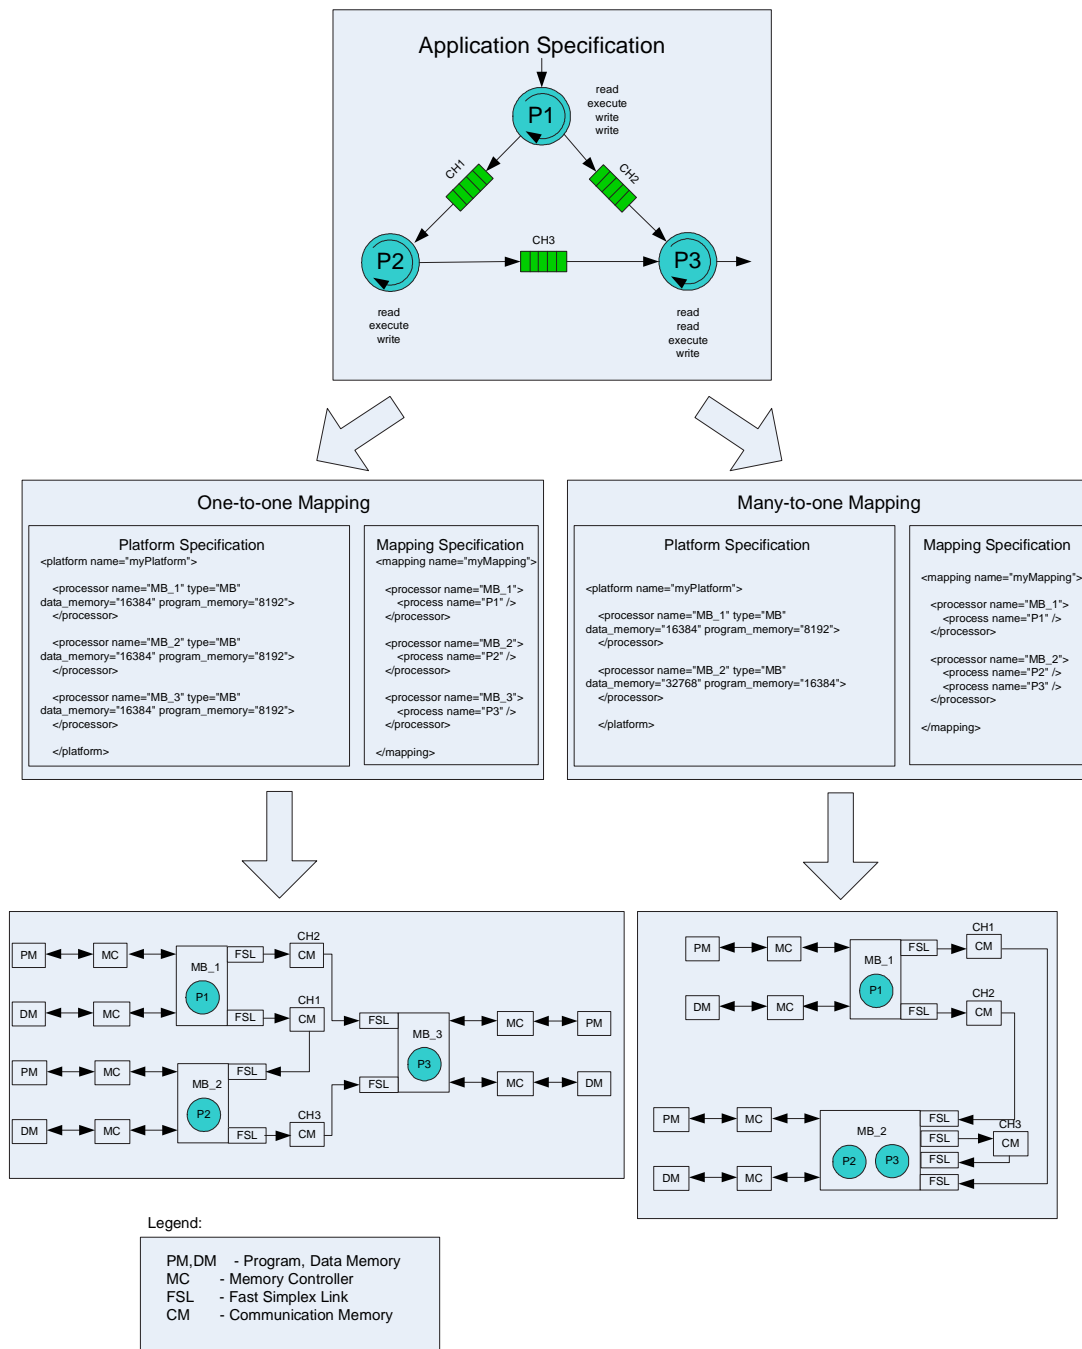 Application Specification
P1
read
execute
write
write
CH1
CH2
P2
CH3
P3
read
execute
write
read
read
execute
write
One-to-one Mapping
Platform Specification
<platform name="myPlatform">
<processor name="MB_1" type="MB"
data_memory="16384" program_memory="8192">
</processor>
<processor name="MB_2" type="MB"
data_memory="16384" program_memory="8192">
</processor>
<processor name="MB_3" type="MB"
data_memory="16384" program_memory="8192">
</processor>
</platform>
Mapping Specification
<mapping name="myMapping">
<processor name="MB_1">
<process name="P1" />
</processor>
<processor name="MB_2">
<process name="P2" />
</processor>
<processor name="MB_3">
<process name="P3" />
</processor>
</mapping>
Many-to-one Mapping
Platform Specification
<platform name="myPlatform">
<processor name="MB_1" type="MB"
data_memory="16384" program_memory="8192">
</processor>
<processor name="MB_2" type="MB"
data_memory="32768" program_memory="16384">
</processor>
</platform>
Mapping Specification
<mapping name="myMapping">
<processor name="MB_1">
<process name="P1" />
</processor>
<processor name="MB_2">
<process name="P2" />
<process name="P3" />
</processor>
</mapping>
CH2
PM MC FSL CM
MB_1
P1
CH1
DM MC FSL CM
FSL MC PM
MB_3
P3
PM MC FSL
MB_2
P2
FSL MC DM
CH3
DM MC FSL CM
CH1
PM MC FSL CM
MB_1
P1
CH2
DM MC FSL CM
PM MC FSL
MB_2
CH3
FSL CM
P2 P3
FSL
DM MC FSL
Legend:
PM,DM - Program, Data Memory
MC - Memory Controller
FSL - Fast Simplex Link
CM - Communication Memory